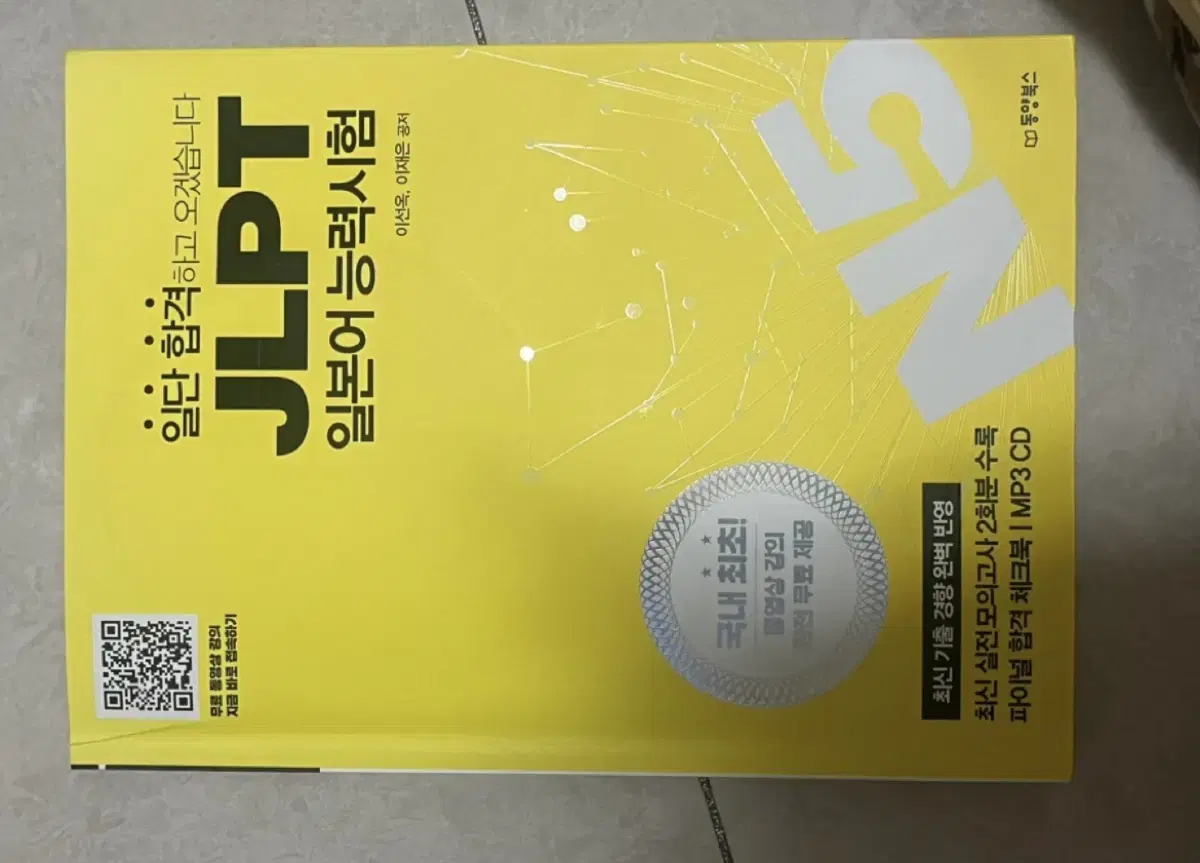 일단 합격하고 오겠습니다
JLPT
일본어능력시험
이선옥, 이재은 공저
무료 동영상 강의
지금 바로 접속하기
N5
국내 최초!
동영상 강의
완전 무료 제공
최신 기출 경향 완벽 반영
최신 실전모의고사 2회분 수록
파이널 합격 체크북 | MP3 CD
동양북스